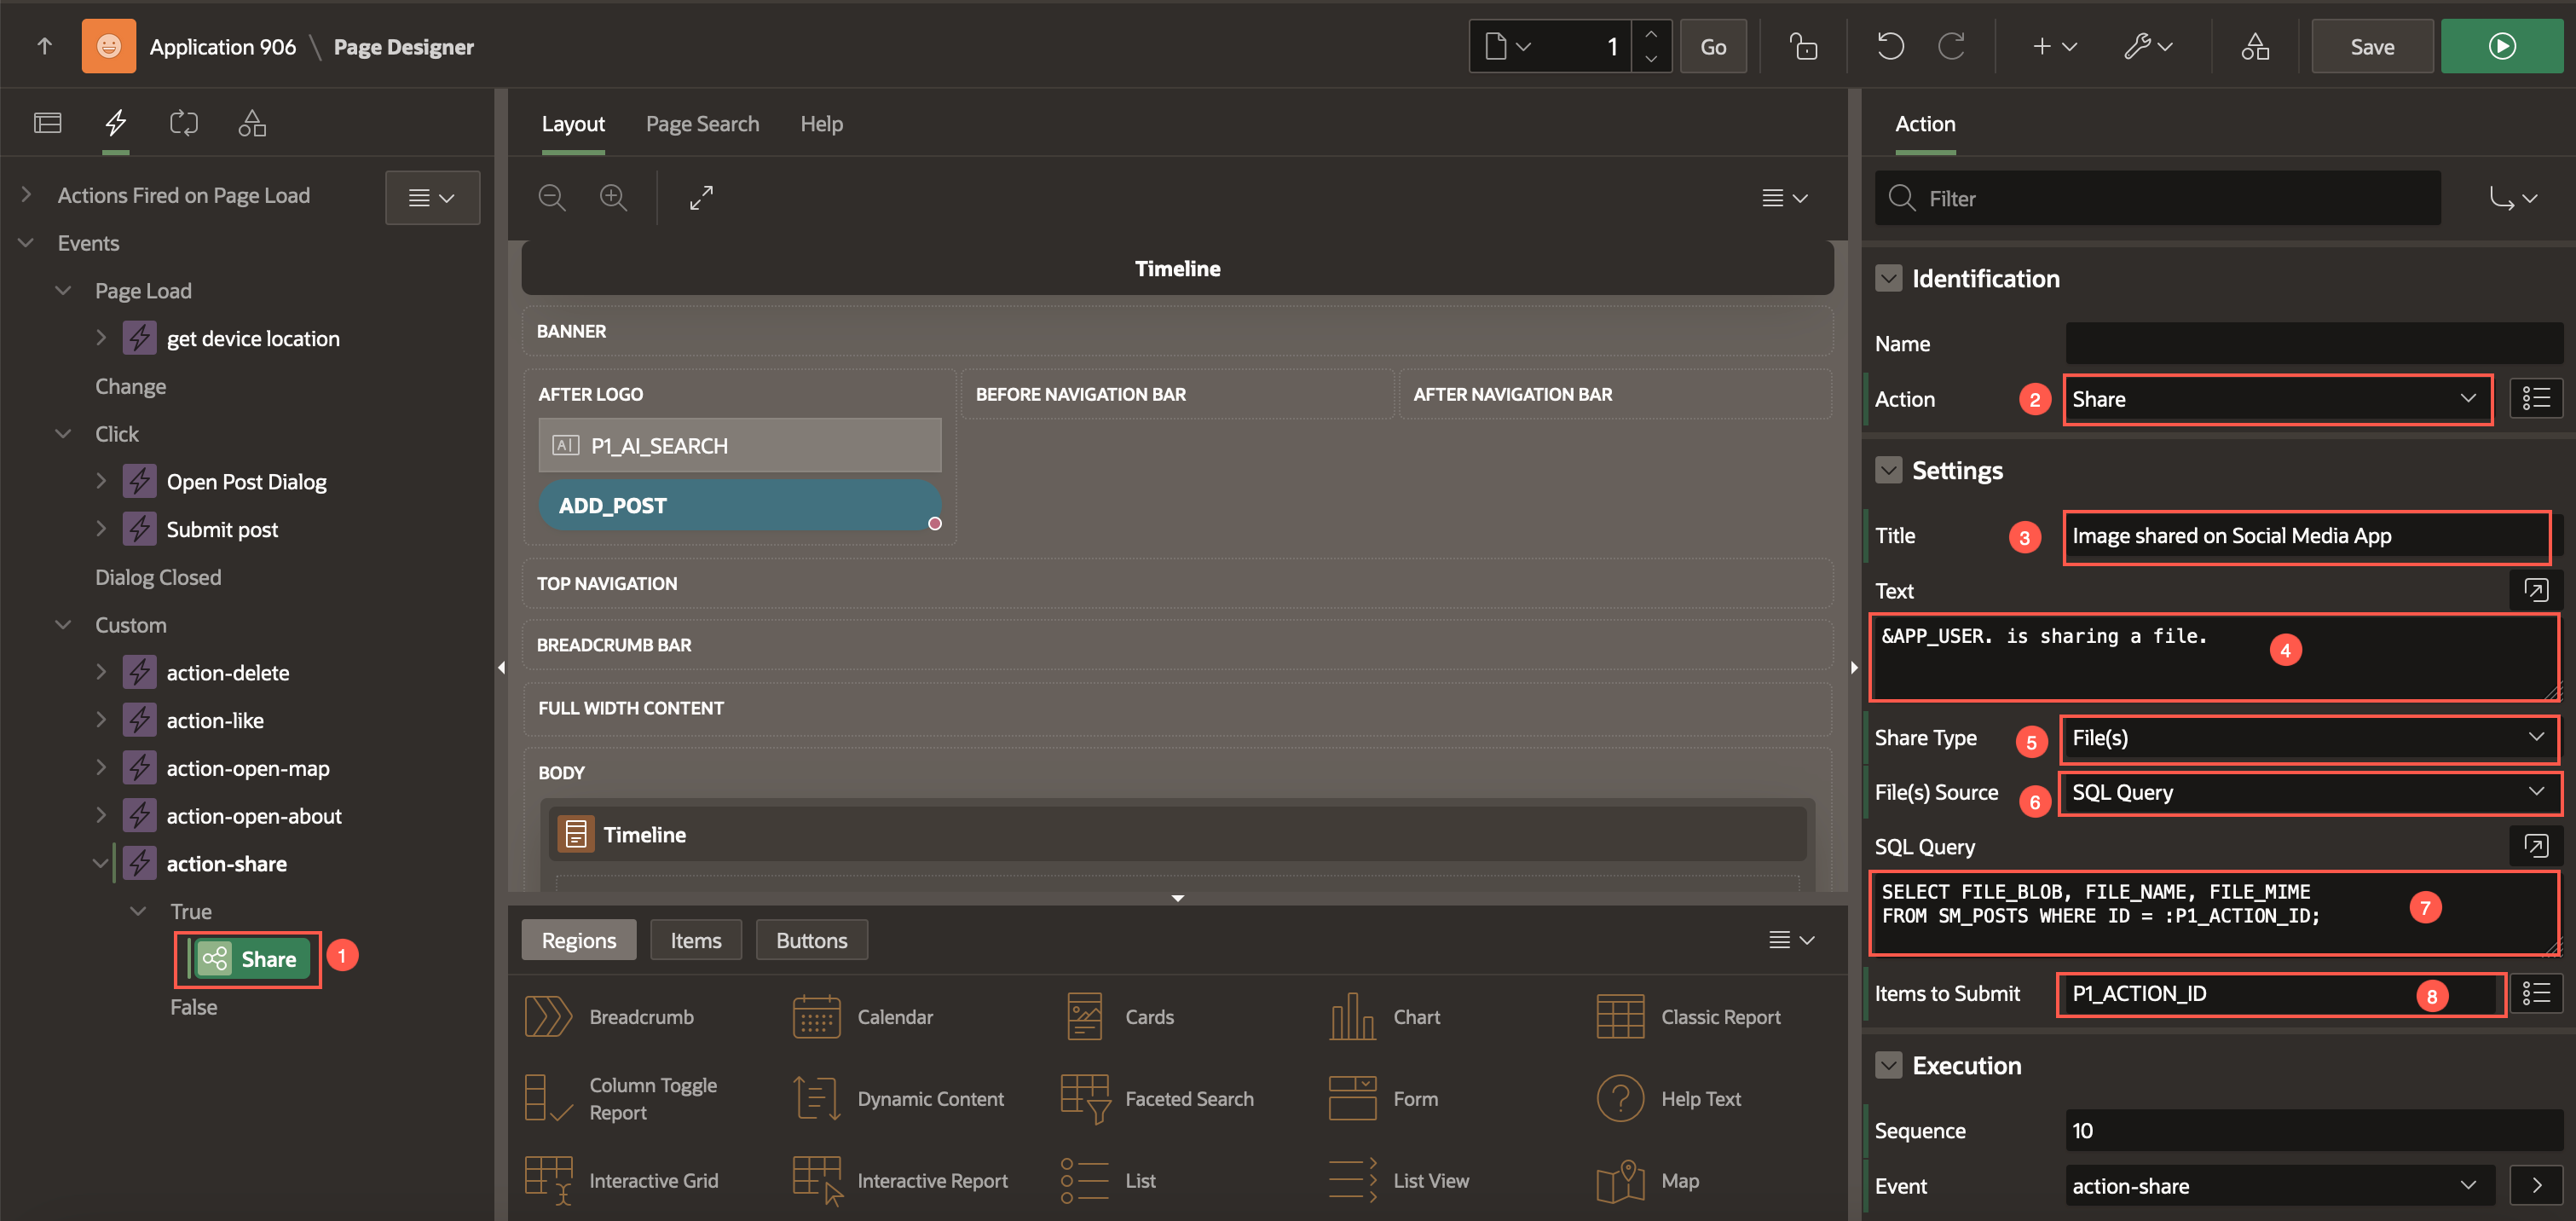 Application 906 \ Page Designer
1
Go
Save
Actions Fired on Page Load
Events
Page Load
get device location
Change
Click
Open Post Dialog
Submit post
Dialog Closed
Custom
action-delete
action-like
action-open-map
action-open-about
action-share
True
Share
1
False
Layout
Page Search
Help
Timeline
BANNER
AFTER LOGO
BEFORE NAVIGATION BAR
AFTER NAVIGATION BAR
A| P1_AI_SEARCH
ADD_POST
TOP NAVIGATION
BREADCRUMB BAR
FULL WIDTH CONTENT
BODY
Timeline
Regions
Items
Buttons
Breadcrumb
Calendar
Cards
Chart
Classic Report
Column Toggle
Report
Dynamic Content
Faceted Search
Form
Help Text
Interactive Grid
Interactive Report
List
List View
Map
Action
Filter
Identification
Name
Action
2
Share
Settings
Title
3
Image shared on Social Media App
Text
&APP_USER. is sharing a file.
4
Share Type
5
File(s)
File(s) Source
6
SQL Query
SQL Query
SELECT FILE_BLOB, FILE_NAME, FILE_MIME
FROM SM_POSTS WHERE ID = :P1_ACTION_ID;
7
Items to Submit
P1_ACTION_ID
8
Execution
Sequence
10
Event
action-share